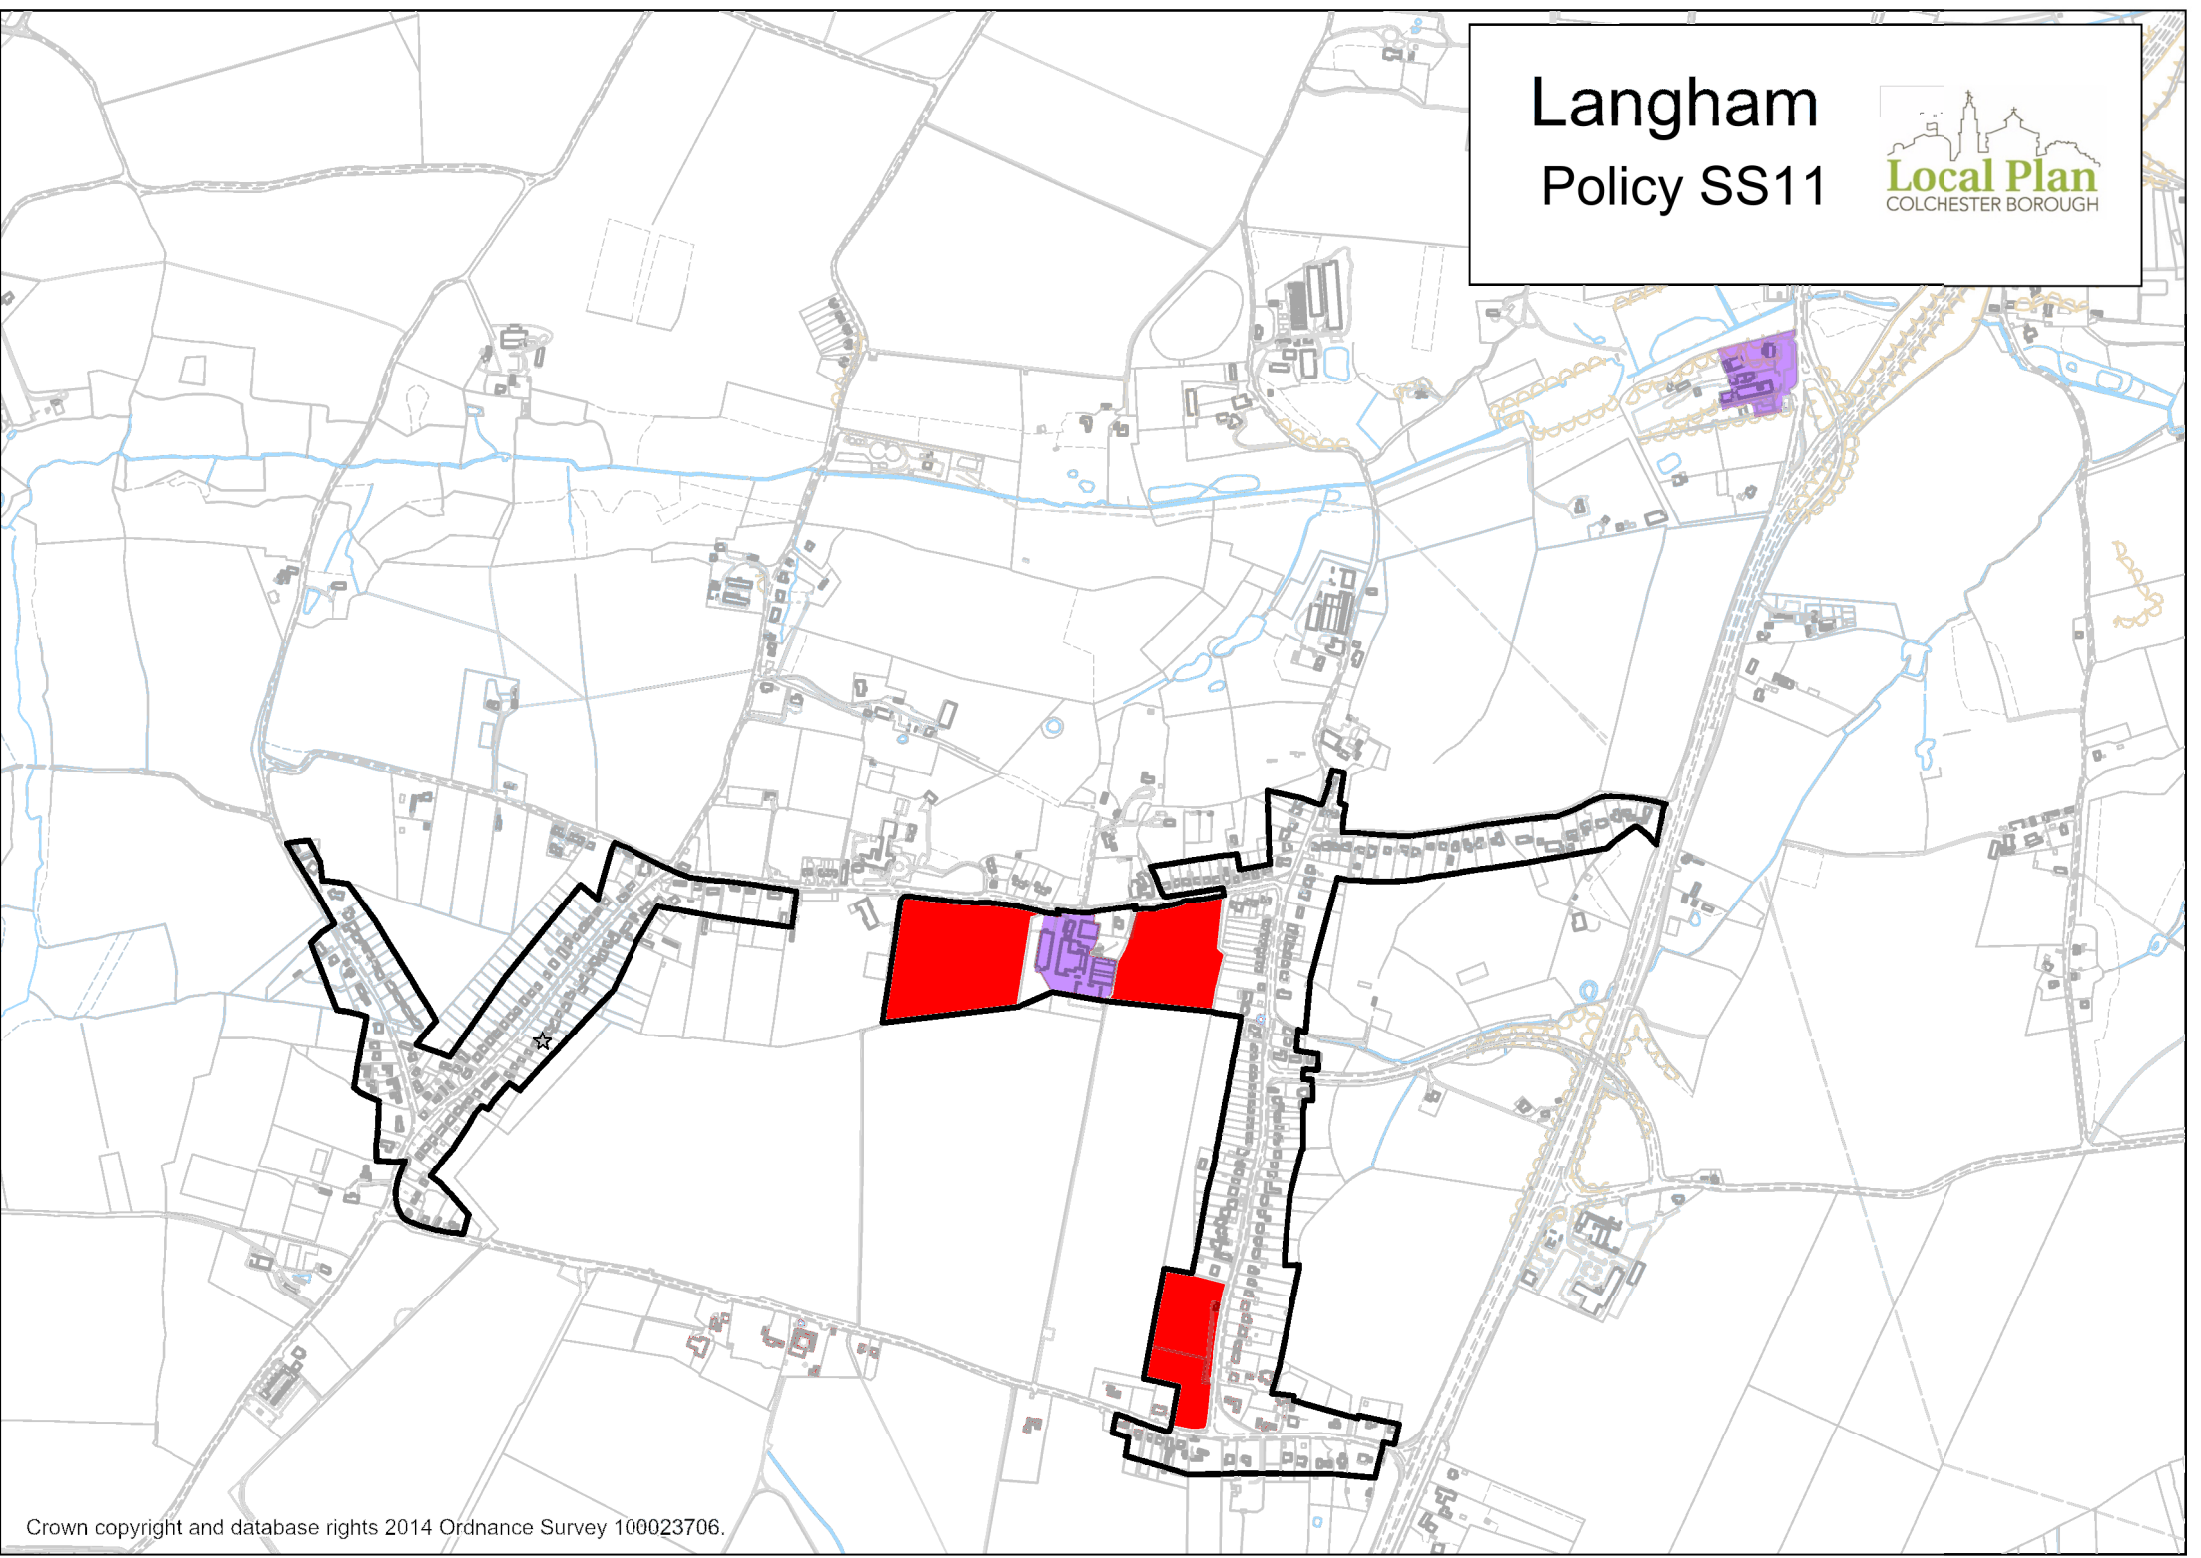 Langham
Policy SS11
Local Plan
COLCHESTER BOROUGH
Crown copyright and database rights 2014 Ordnance Survey 100023706.